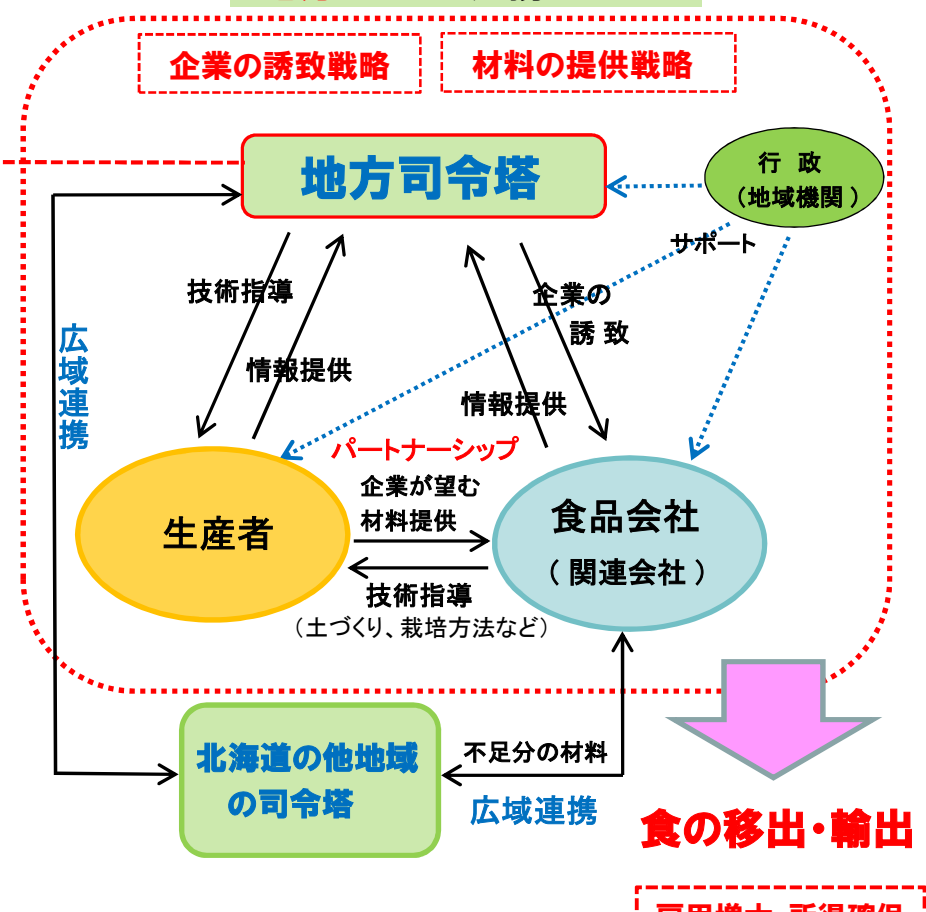 企業の誘致戦略
材料の提供戦略
地方司令塔
行 政
（地域機関）
サポート
技術指導
企業の
誘 致
広域連携
情報提供
情報提供
パートナーシップ
企業が望む
材料提供
生産者
食品会社
（ 関連会社 ）
技術指導
（土づくり、栽培方法など）
北海道の他地域
の司令塔
不足分の材料
広域連携
食の移出・輸出